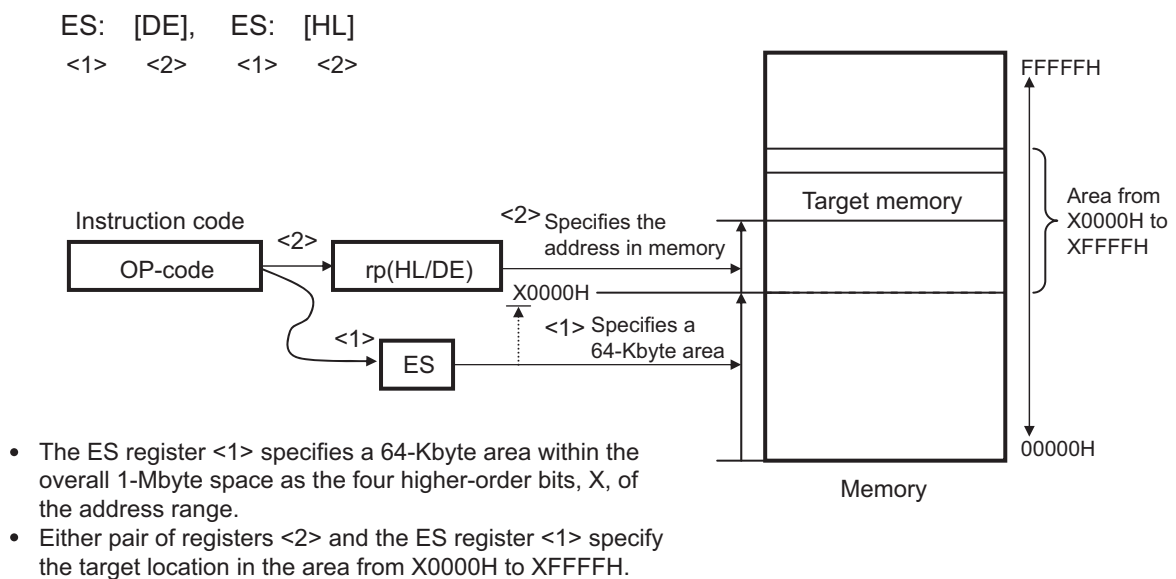 ES: [DE], ES: [HL]
<1> <2> <1> <2>
FFFFFH
Target memory
Area from
X0000H to
XFFFFH
Instruction code
OP-code
<2>
rp(HL/DE)
<2> Specifies the
address in memory
X0000H
<1>
ES
<1> Specifies a
64-Kbyte area
00000H
Memory
• The ES register <1> specifies a 64-Kbyte area within the
overall 1-Mbyte space as the four higher-order bits, X, of
the address range.
• Either pair of registers <2> and the ES register <1> specify
the target location in the area from X0000H to XFFFFH.